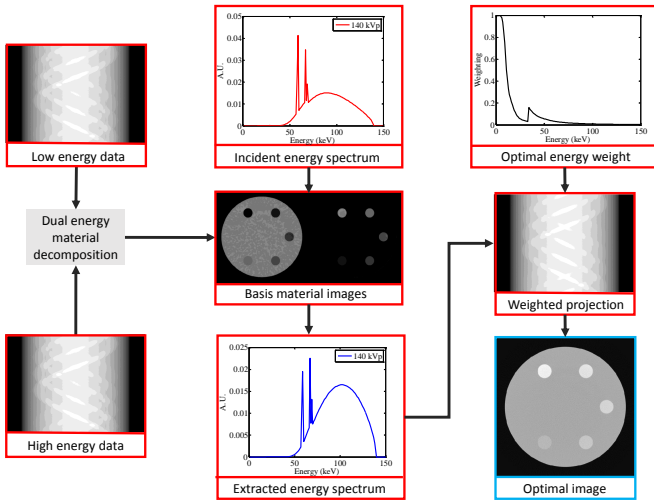 Low energy data
0.05
0.04
0.03
0.02
0.01
0
A.U.
140 kVp
0
50
100
150
Energy (keV)
Incident energy spectrum
1
0.8
0.6
0.4
0.2
0
Weighting
0
50
100
150
Energy (keV)
Optimal energy weight
Dual energy
material
decomposition
Basis material images
Weighted projection
High energy data
0.025
0.02
0.015
0.01
0.005
0
A.U.
140 kVp
0
50
100
150
Energy (keV)
Extracted energy spectrum
Optimal image